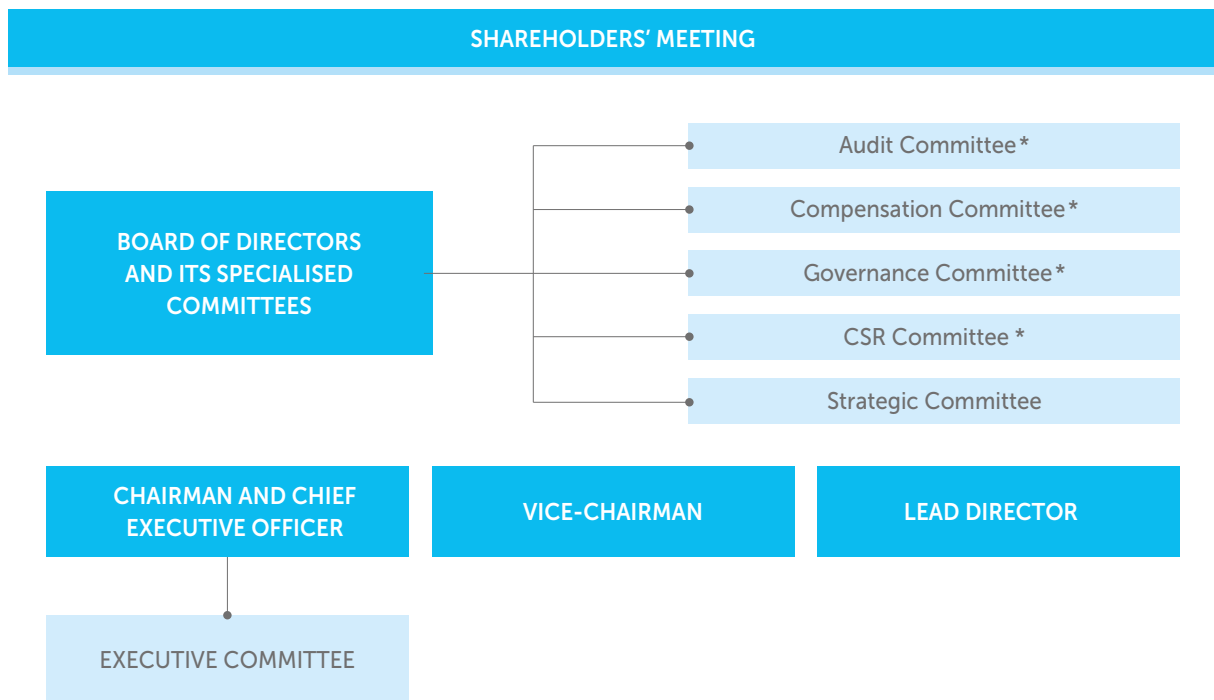 SHAREHOLDERS’ MEETING
Audit Committee*
Compensation Committee*
BOARD OF DIRECTORS
AND ITS SPECIALISED
COMMITTEES
Governance Committee*
CSR Committee *
Strategic Committee
CHAIRMAN AND CHIEF
EXECUTIVE OFFICER
VICE-CHAIRMAN
LEAD DIRECTOR
EXECUTIVE COMMITTEE